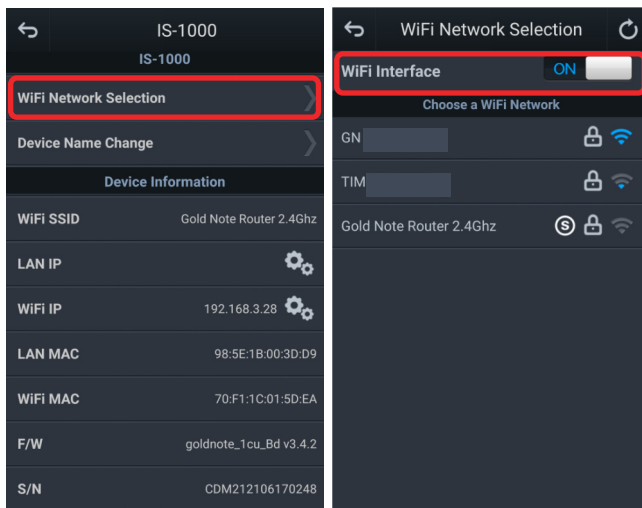 IS-1000
IS-1000
WiFi Network Selection
Device Name Change
Device Information
WiFi SSID Gold Note Router 2.4Ghz
LAN IP
WiFi IP 192.168.3.28
LAN MAC 98:5E:1B:00:3D:D9
WiFi MAC 70:F1:1C:01:5D:EA
F/W goldnote_1cu_Bd v3.4.2
S/N CDM212106170248
WiFi Network Selection
WiFi Interface ON
Choose a WiFi Network
GN
TIM
Gold Note Router 2.4Ghz S